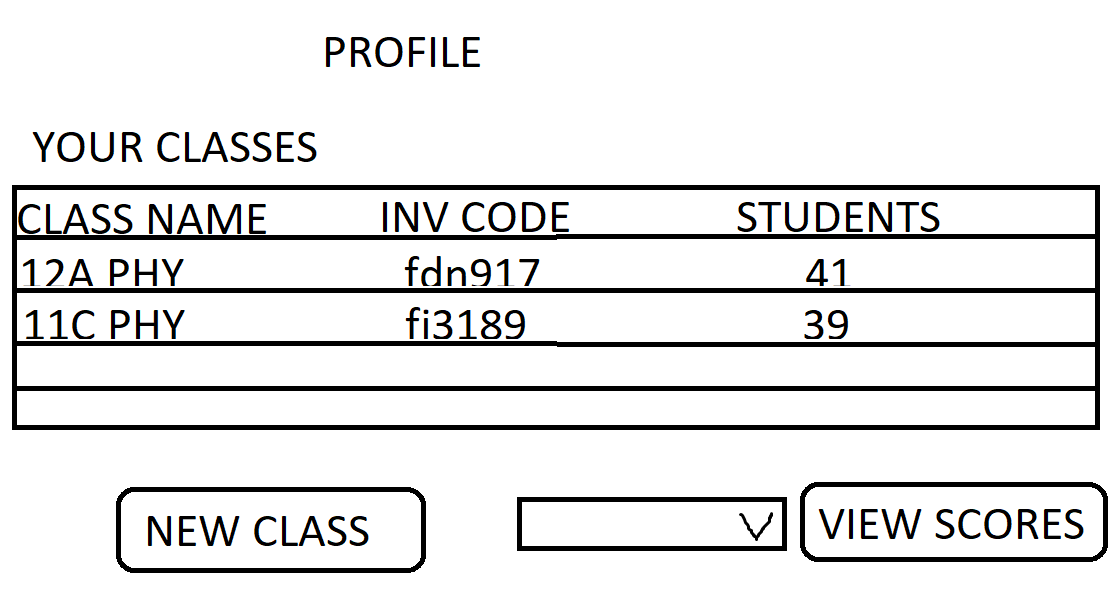 PROFILE
YOUR CLASSES
CLASS NAME INV CODE STUDENTS
12A PHY fdn917 41
11C PHY fi3189 39
NEW CLASS VIEW SCORES